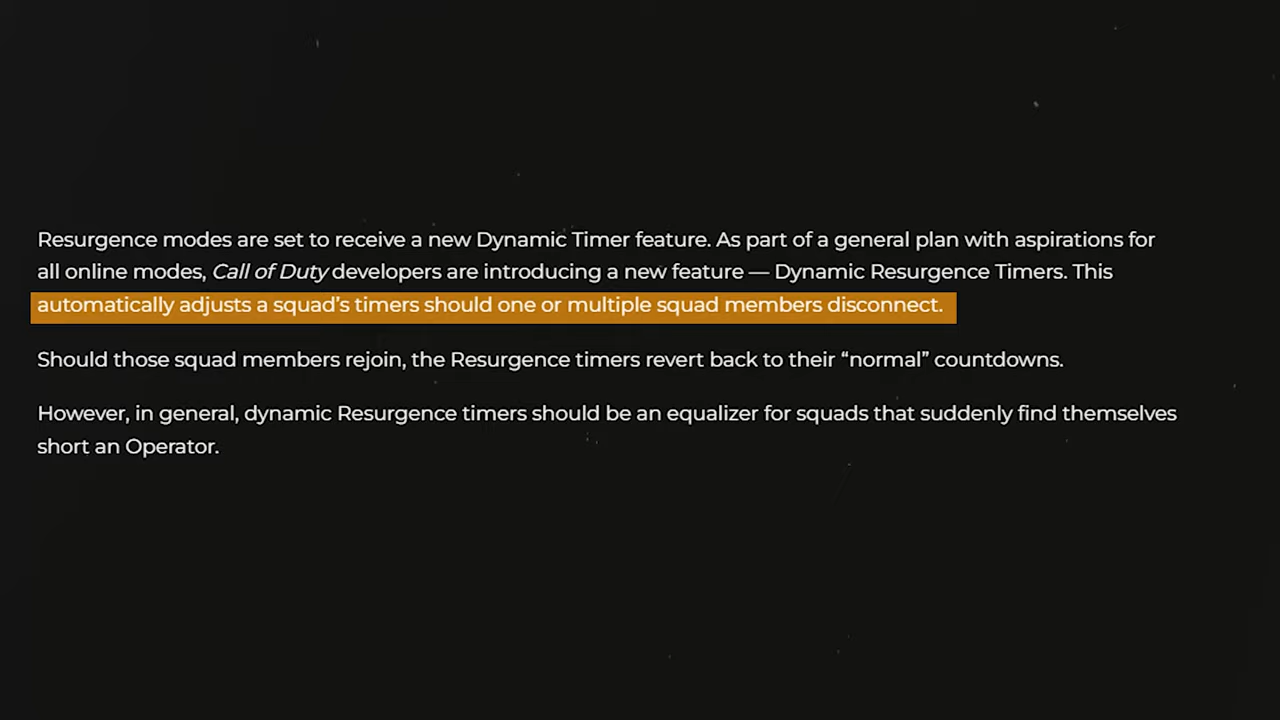 Resurgence modes are set to receive a new Dynamic Timer feature. As part of a general plan with aspirations for
all online modes, Call of Duty developers are introducing a new feature — Dynamic Resurgence Timers. This
automatically adjusts a squad’s timers should one or multiple squad members disconnect.
Should those squad members rejoin, the Resurgence timers revert back to their “normal” countdowns.
However, in general, dynamic Resurgence timers should be an equalizer for squads that suddenly find themselves
short an Operator.